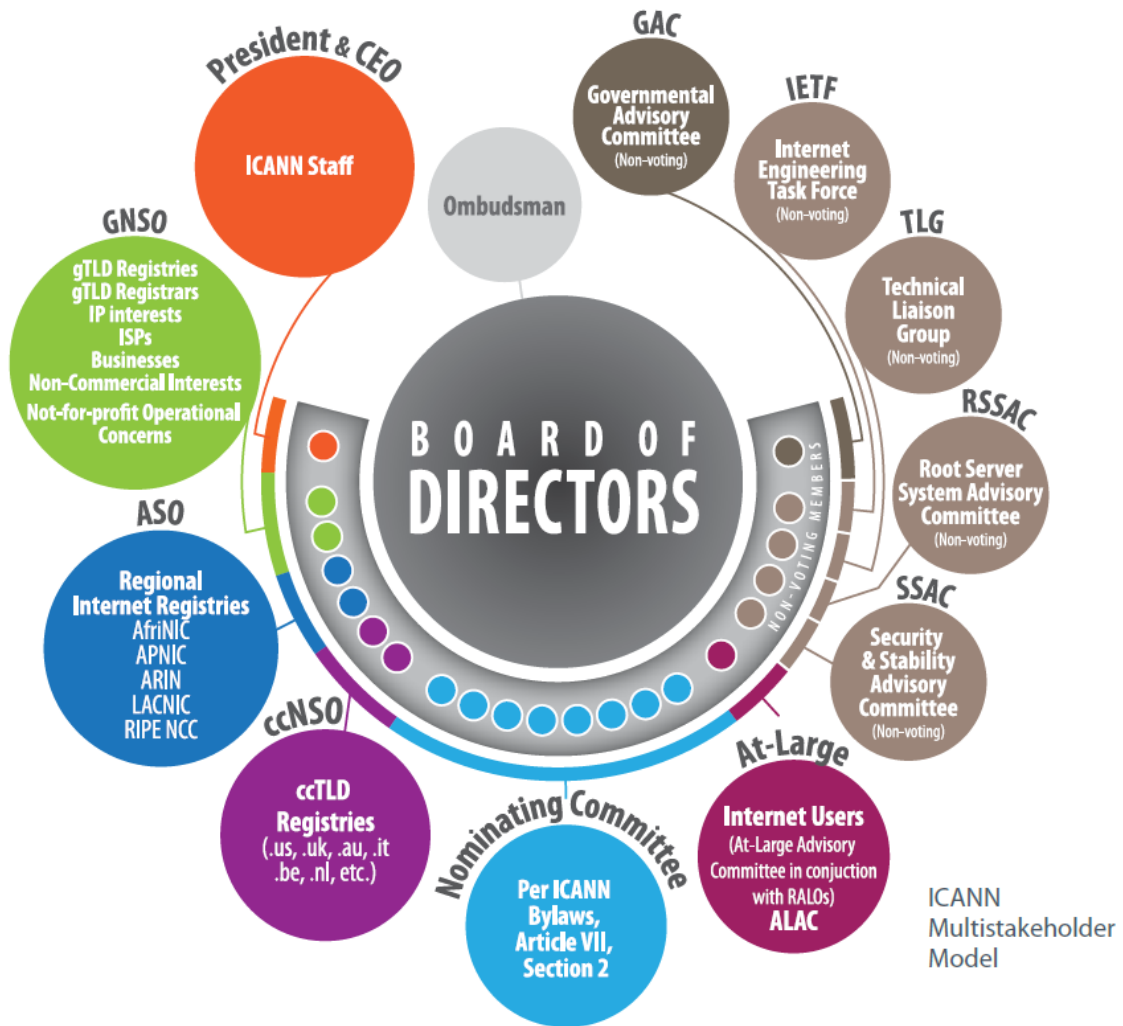 President & CEO
ICANN Staff
GNSO
gTLD Registries
gTLD Registrars
IP interests
ISPs
Businesses
Non-Commercial Interests
Not-for-profit Operational
Concerns
ASO
Regional
Internet Registries
AfriNIC
APNIC
ARIN
LACNIC
RIPE NCC
ccNSO
ccTLD
Registries
(.us, .uk, .au, .it
.be, .nl, etc.)
Nominating Committee
Per ICANN
Bylaws,
Article VII,
Section 2
At-Large
Internet Users
(At-Large Advisory
Committee in conjuction
with RALOs)
ALAC
SSAC
Security
& Stability
Advisory
Committee
(Non-voting)
RSSAC
Root Server
System Advisory
Committee
(Non-voting)
TLG
Technical
Liaison
Group
(Non-voting)
IETF
Internet
Engineering
Task Force
(Non-voting)
GAC
Governmental
Advisory
Committee
(Non-voting)
Ombudsman
BOARD OF
DIRECTORS
NON-VOTING MEMBERS
ICANN
Multistakeholder
Model